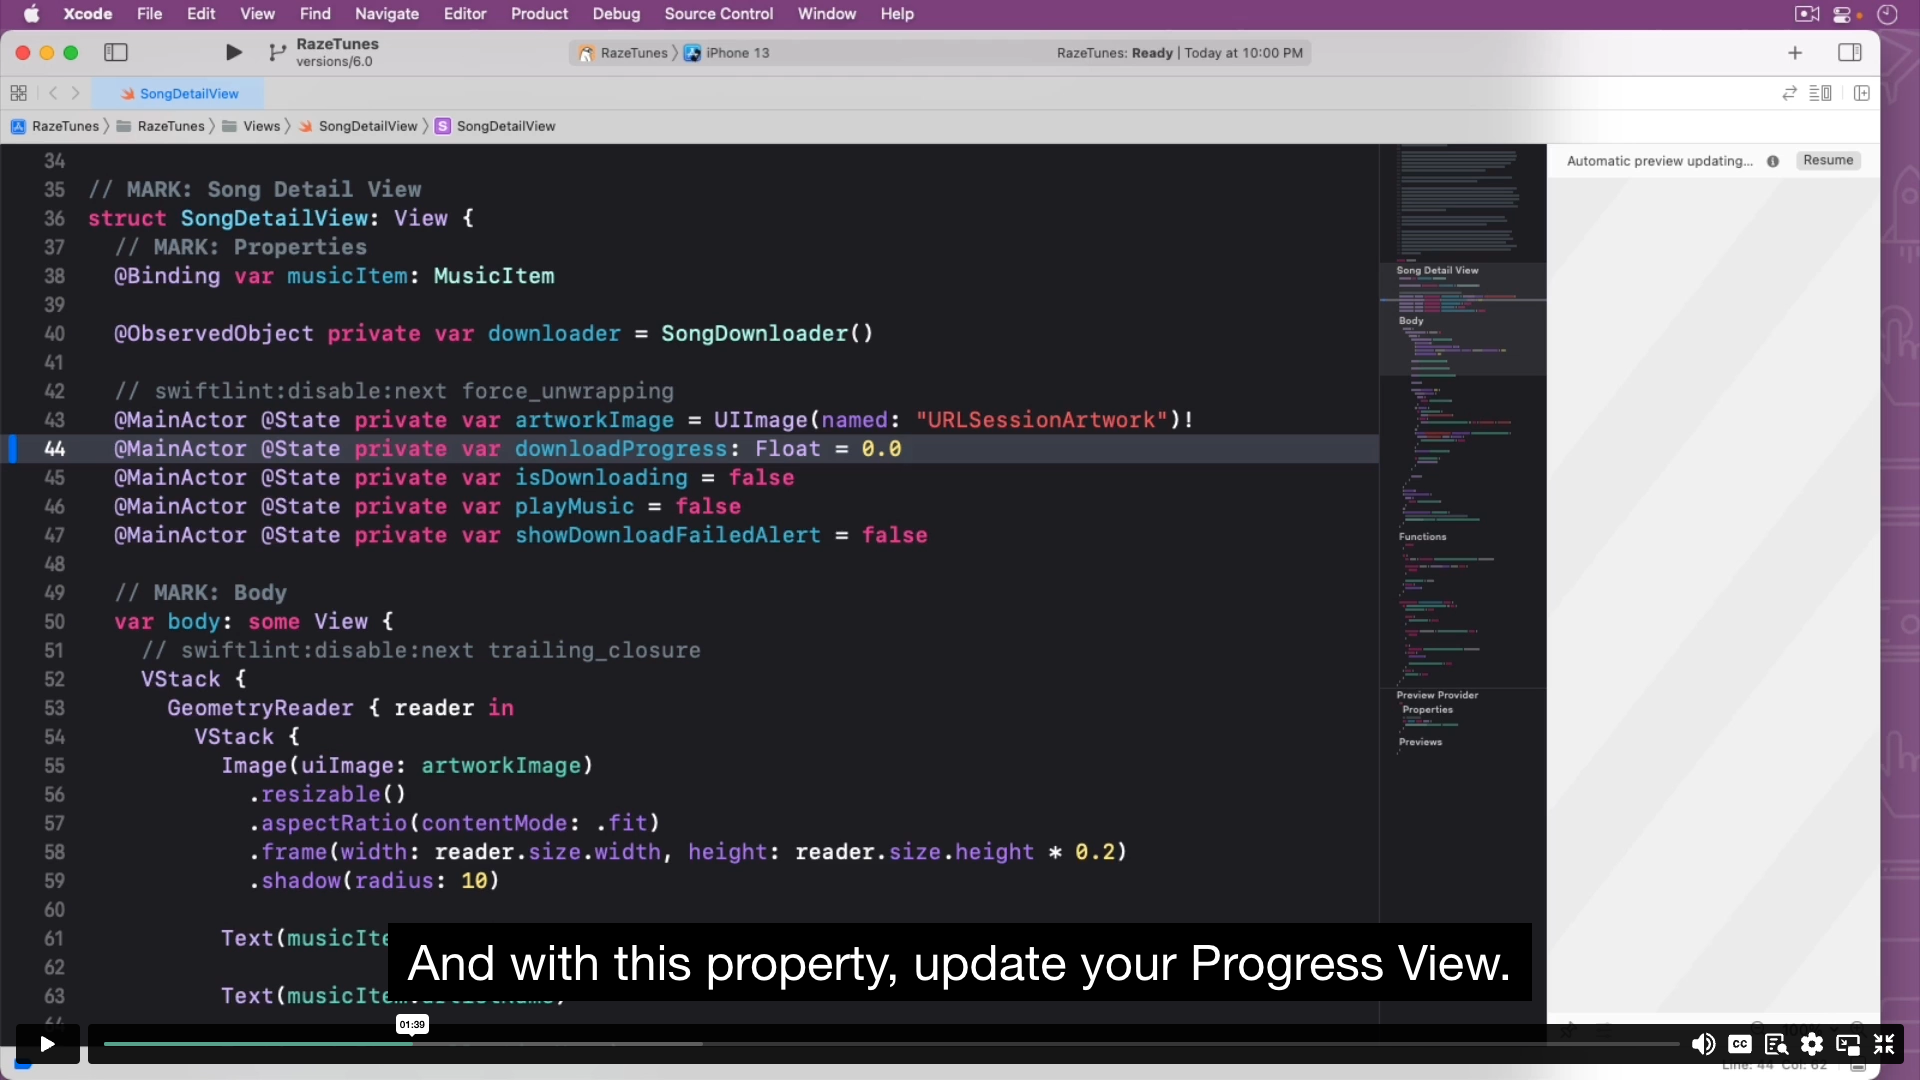 Xcode File Edit View Find Navigate Editor Product Debug Source Control Window Help
RazeTunes
versions/6.0
RazeTunes 〉 iPhone 13
RazeTunes: Ready | Today at 10:00 PM
SongDetailView
RazeTunes 〉 RazeTunes 〉 Views 〉 SongDetailView 〉 S SongDetailView
Automatic preview updating... Resume
34
35 // MARK: Song Detail View
36 struct SongDetailView: View {
37 // MARK: Properties
38 @Binding var musicItem: MusicItem
39
40 @ObservedObject private var downloader = SongDownloader()
41
42 // swiftlint:disable:next force_unwrapping
43 @MainActor @State private var artworkImage = UIImage(named: "URLSessionArtwork")!
44 @MainActor @State private var downloadProgress: Float = 0.0
45 @MainActor @State private var isDownloading = false
46 @MainActor @State private var playMusic = false
47 @MainActor @State private var showDownloadFailedAlert = false
48
49 // MARK: Body
50 var body: some View {
51 // swiftlint:disable:next trailing_closure
52 VStack {
53 GeometryReader { reader in
54 VStack {
55 Image(uiImage: artworkImage)
56 .resizable()
57 .aspectRatio(contentMode: .fit)
58 .frame(width: reader.size.width, height: reader.size.height * 0.2)
59 .shadow(radius: 10)
60
61 Text(musicIte
62
63 Text(musicIte
64
Song Detail View
Body
Functions
Preview Provider
Properties
Previews
And with this property, update your Progress View.
01:39
CC
Line: 44 Col: 62